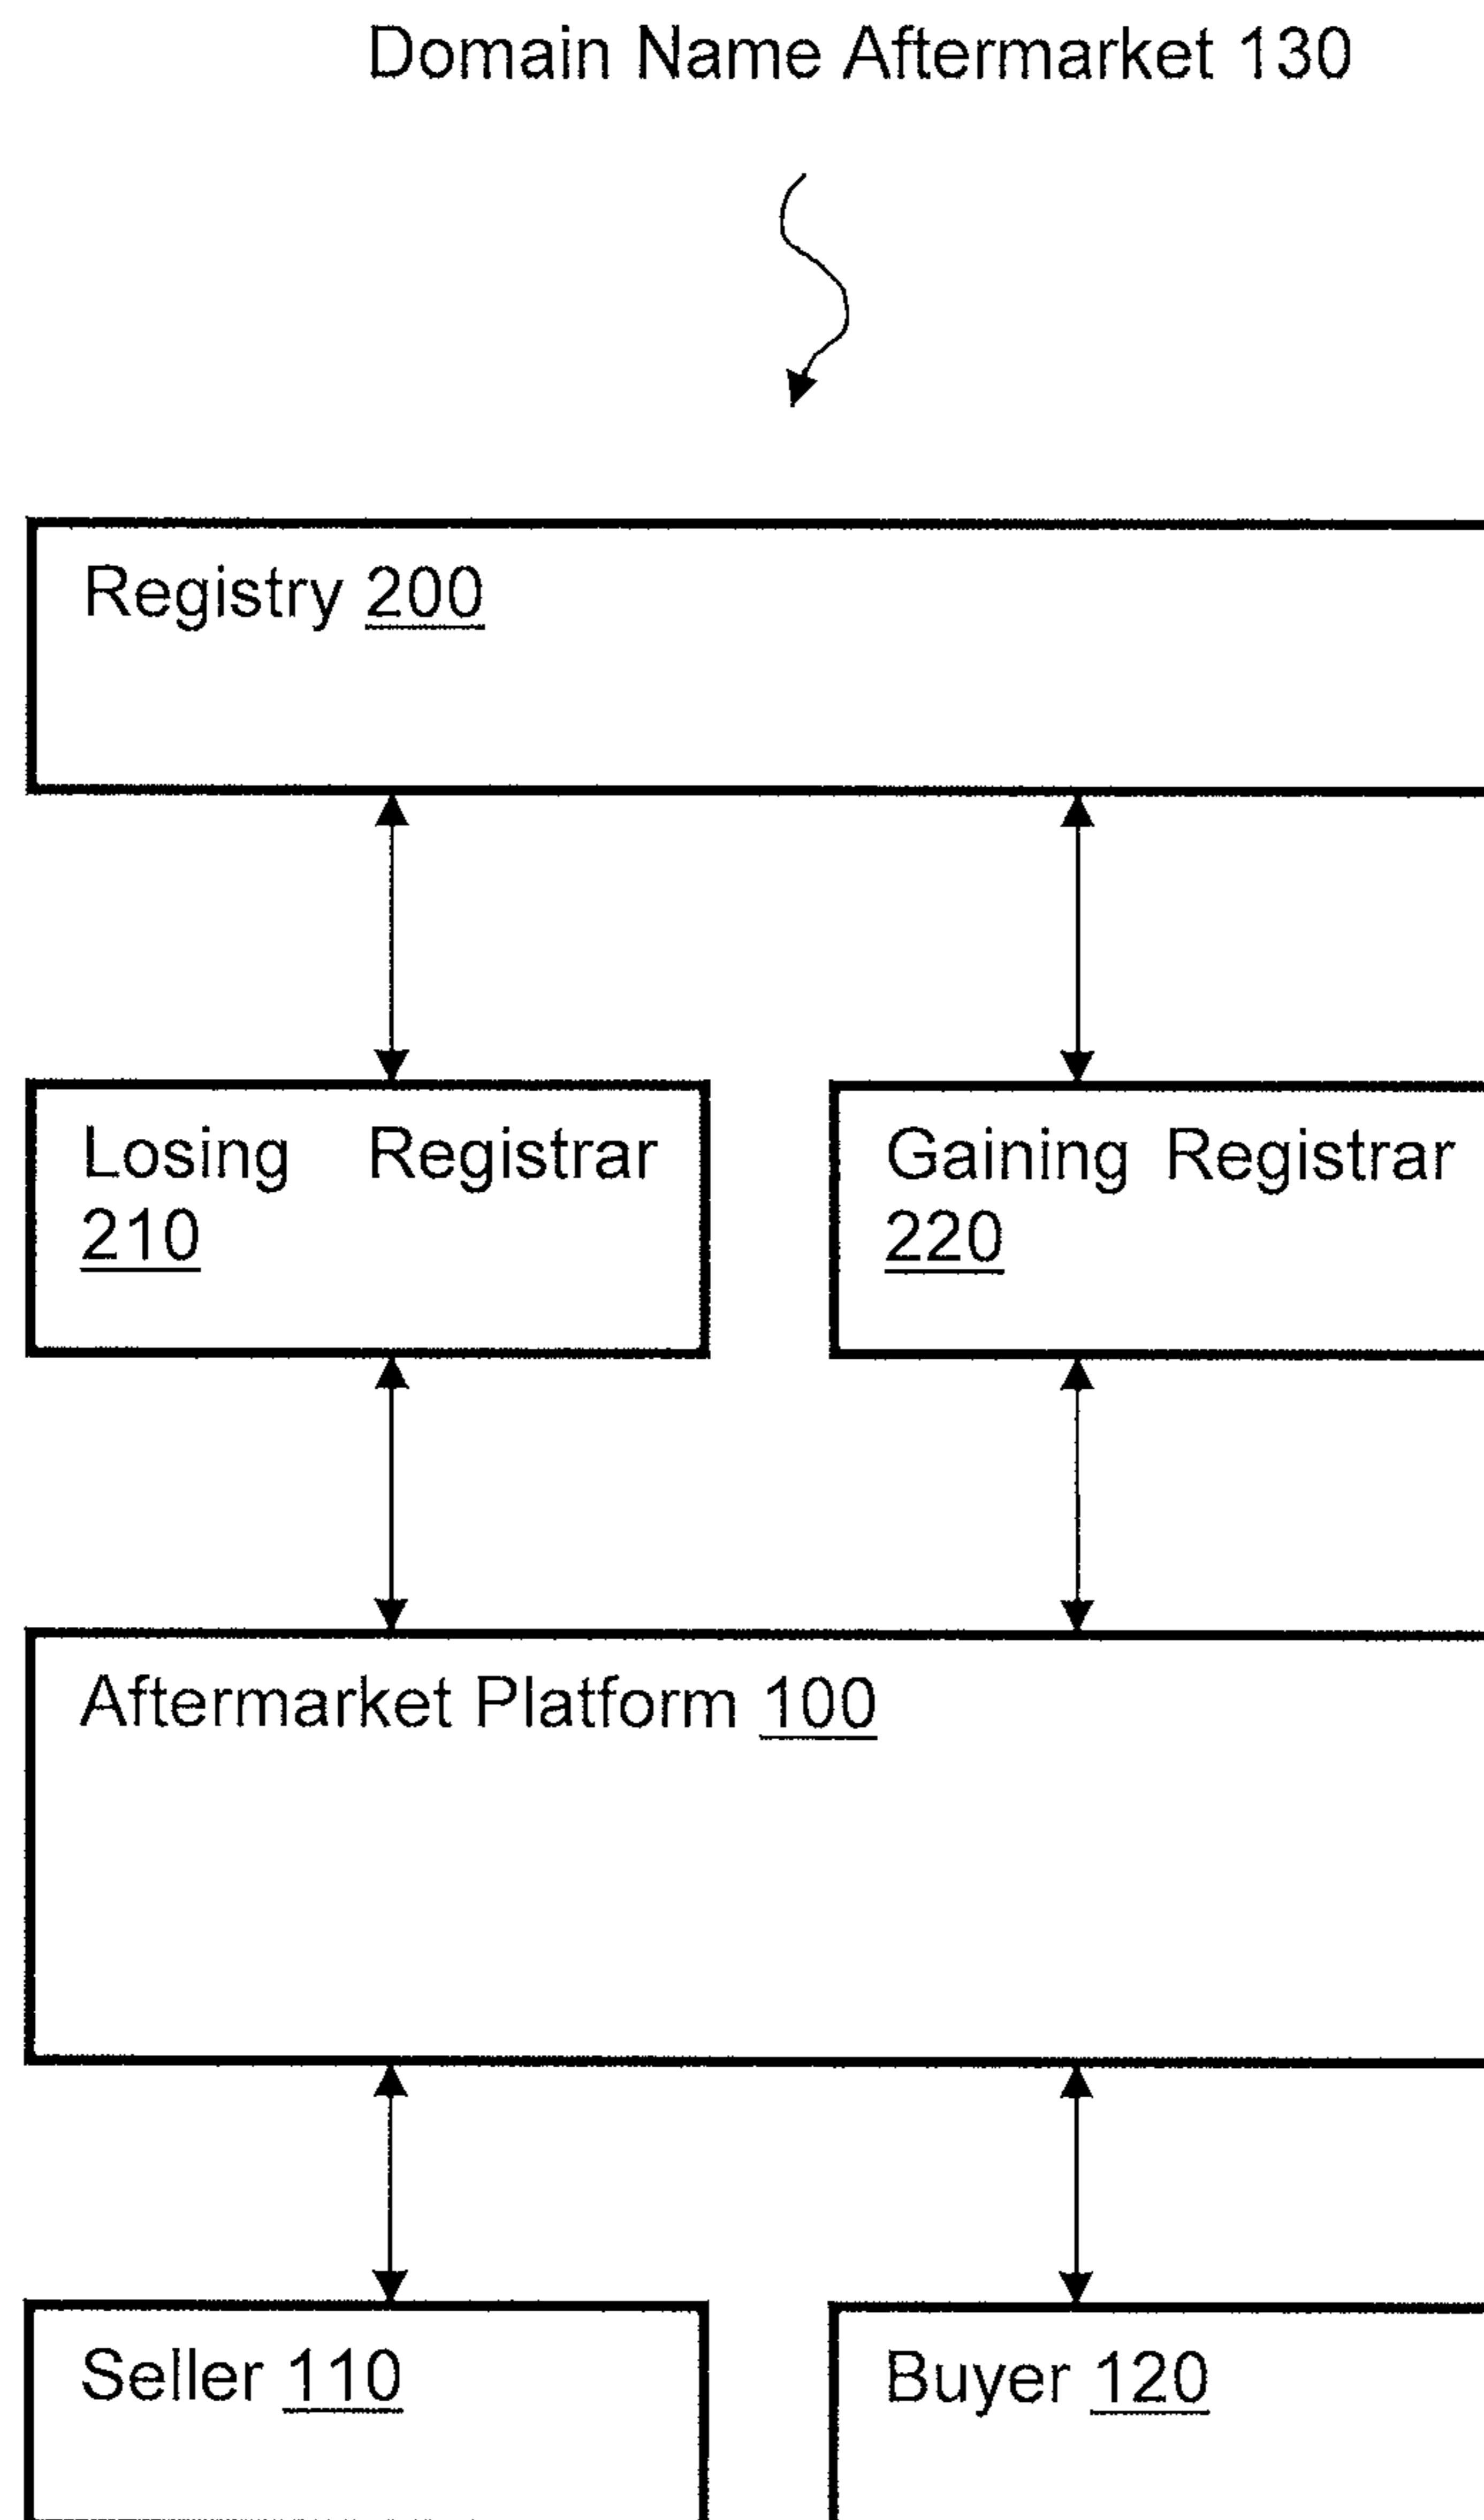 Domain Name Aftermarket 130
Registry 200
Losing Registrar
210
Gaining Registrar
220
Aftermarket Platform 100
Seller 110
Buyer 120